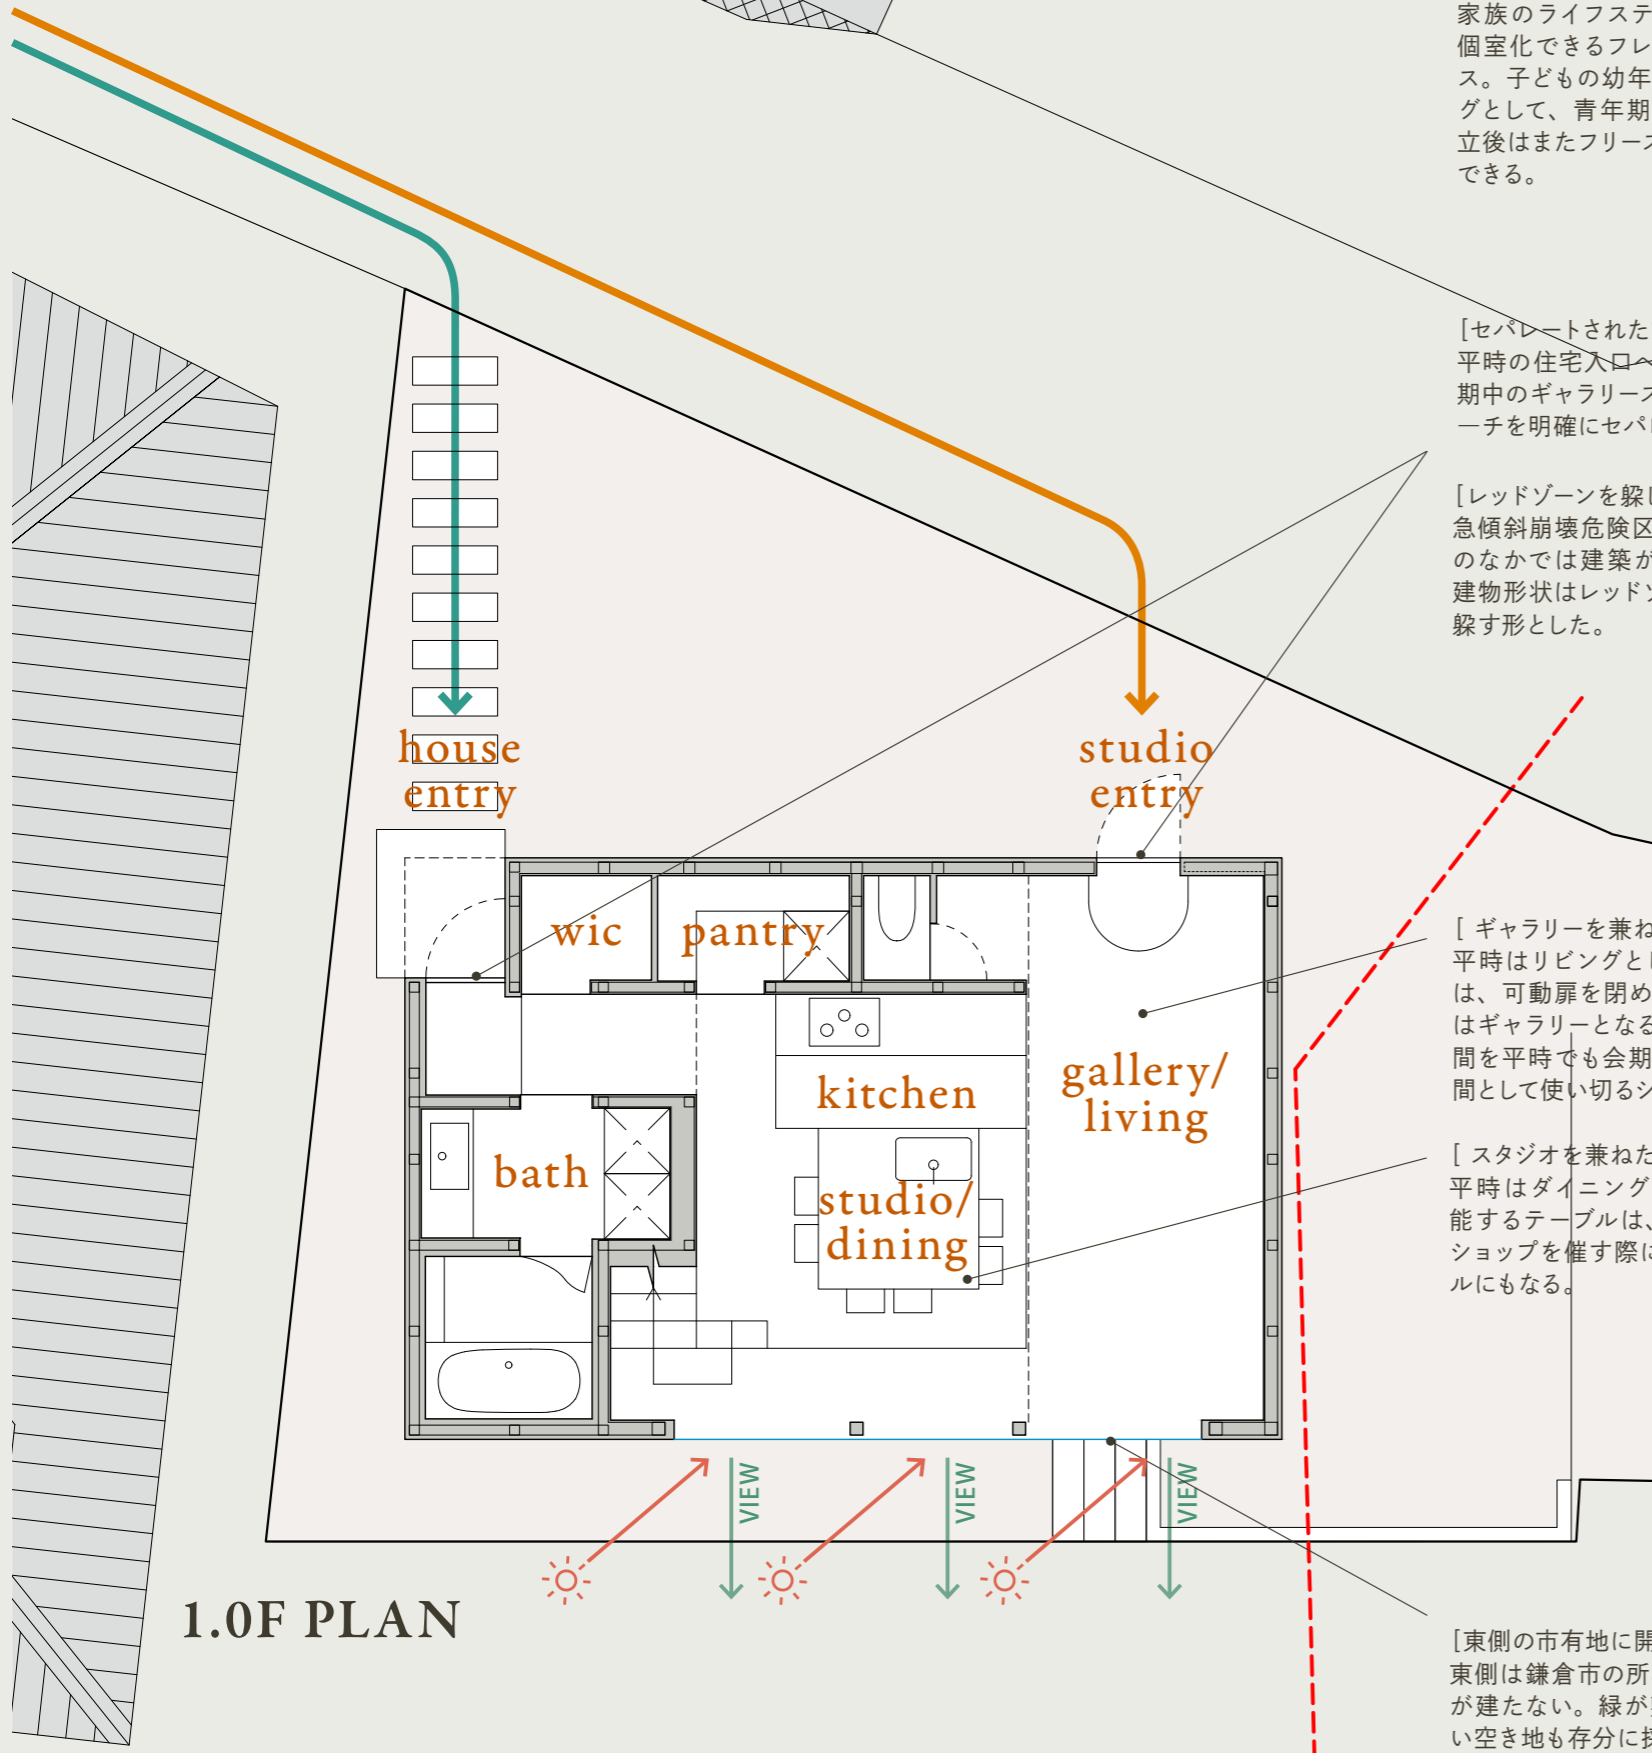 家族のライフステ
個室化できるフレ
ス。子どもの幼年
グとして、青年期
立後はまたフリース
できる。
[セパレートされた
平時の住宅入口へ
期中のギャラリース
ーチを明確にセパレ
[レッドゾーンを躱し
急傾斜崩壊危険区
のなかでは建築が
建物形状はレッドゾ
躱す形とした。
house
entry
studio
entry
wic
pantry
[ ギャラリーを兼ね
平時はリビングとし
は、可動扉を閉め
はギャラリーとなる
間を平時でも会期
間として使い切るシ
kitchen
gallery/
living
bath
studio/
dining
[ スタジオを兼ねた
平時はダイニング
能するテーブルは、
ショップを催す際に
ルにもなる。
VIEW
VIEW
VIEW
1.0F PLAN
[東側の市有地に開
東側は鎌倉市の所
が建たない。緑が
い空き地も存分に